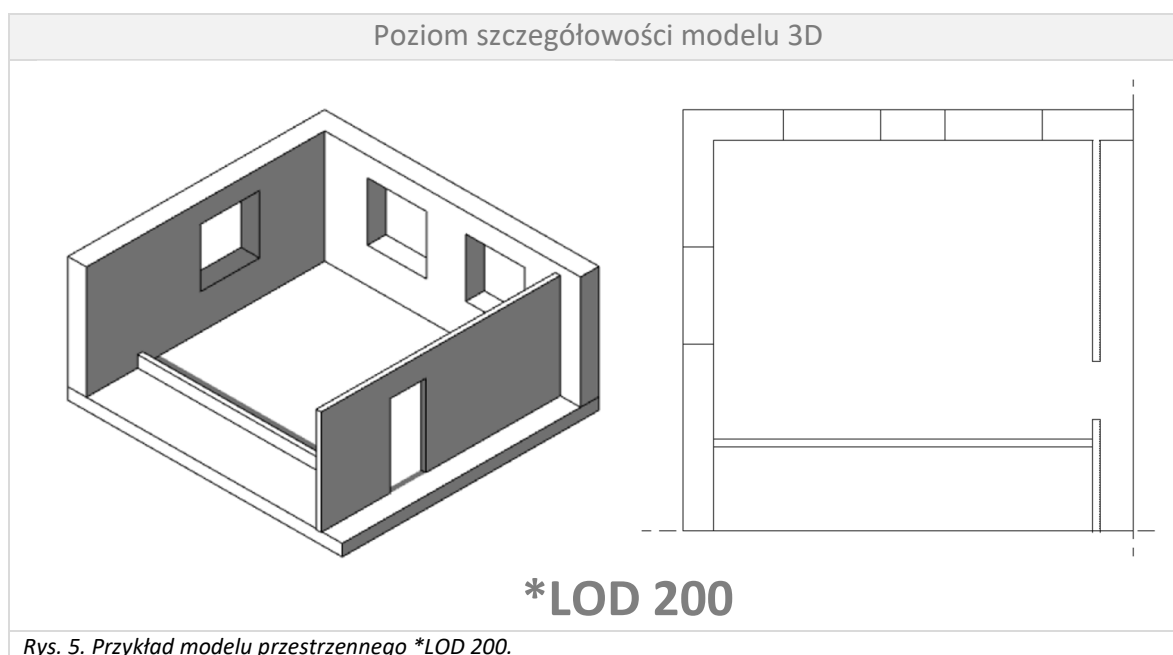 Poziom szczegółowości modelu 3D
*LOD 200
Rys. 5. Przykład modelu przestrzennego *LOD 200.